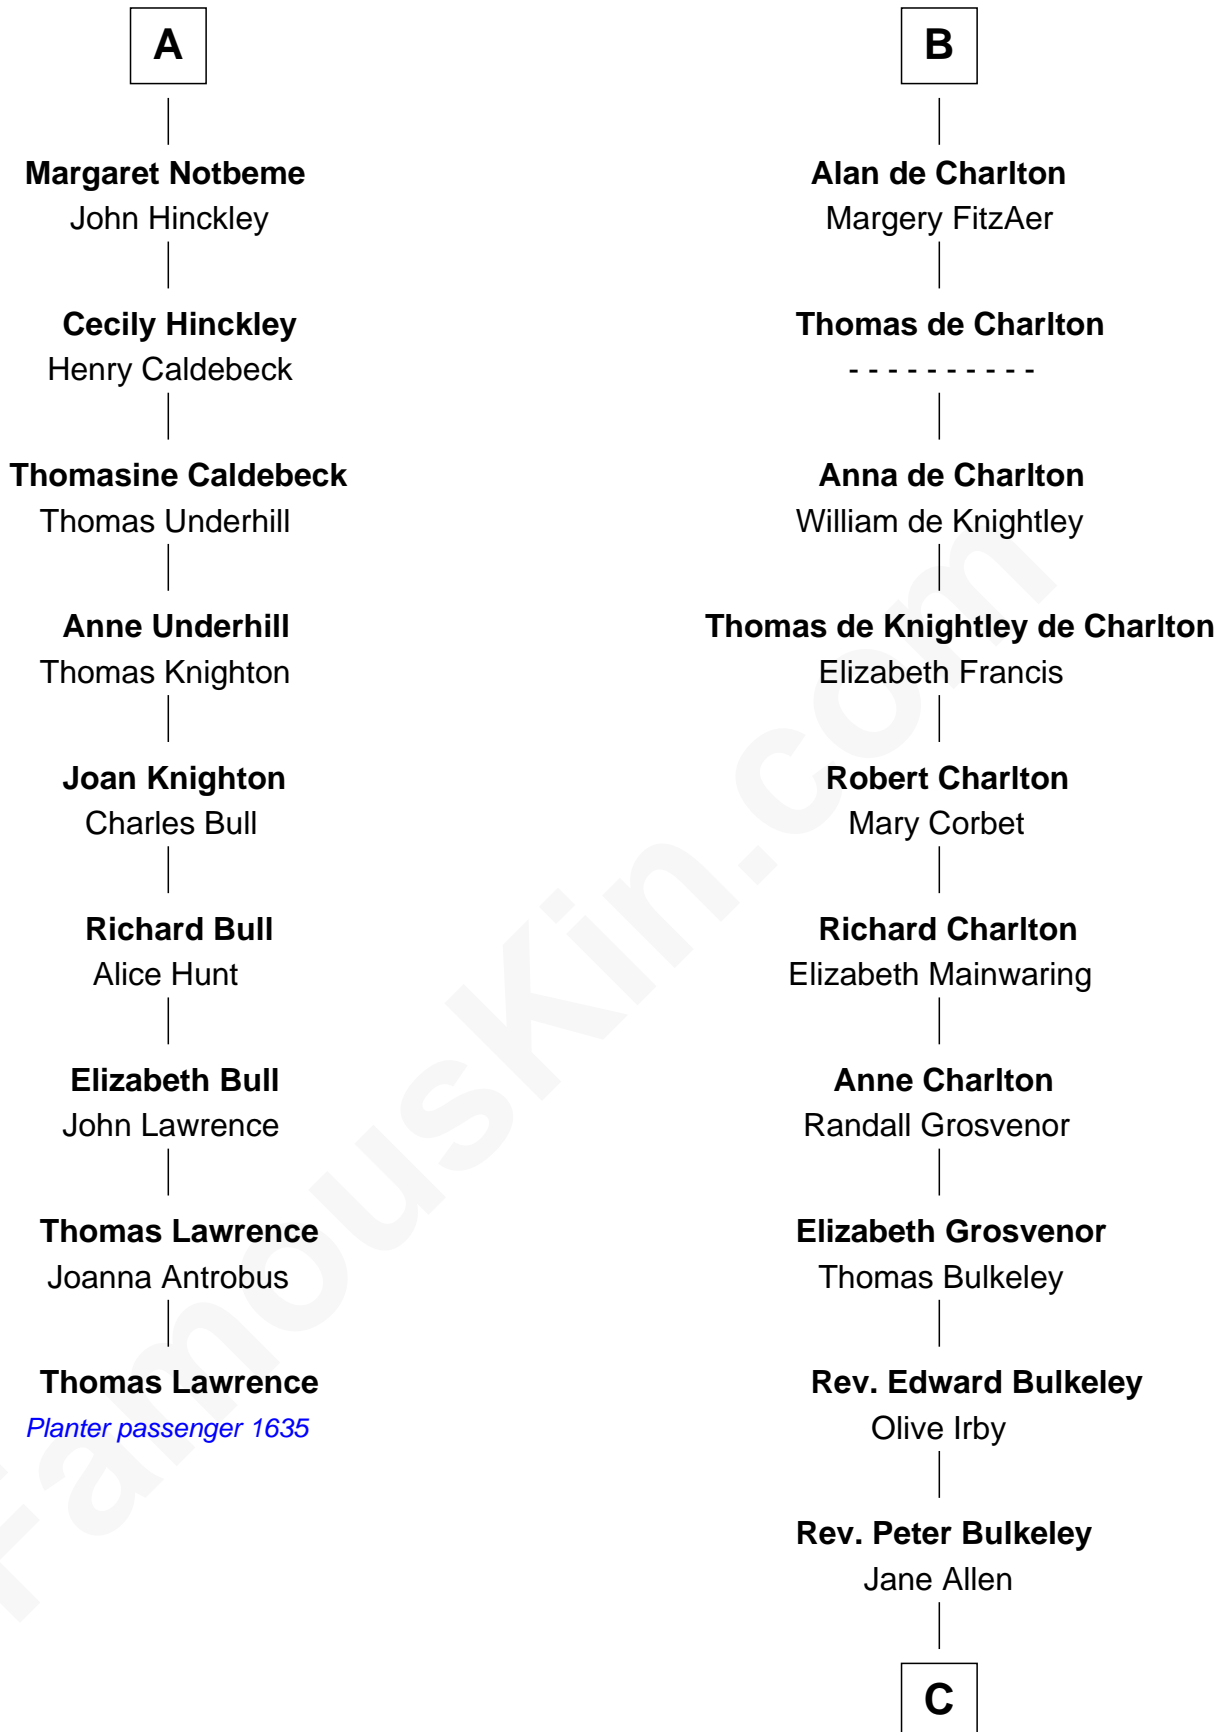 A
Margaret Notbeme
John Hinckley
Cecily Hinckley
Henry Caldebeck
Thomasine Caldebeck
Thomas Underhill
Anne Underhill
Thomas Knighton
Joan Knighton
Charles Bull
Richard Bull
Alice Hunt
Elizabeth Bull
John Lawrence
Thomas Lawrence
Joanna Antrobus
Thomas Lawrence
Planter passenger 1635
B
Alan de Charlton
Margery FitzAer
Thomas de Charlton
- - - - - - - - - -
Anna de Charlton
William de Knightley
Thomas de Knightley de Charlton
Elizabeth Francis
Robert Charlton
Mary Corbet
Richard Charlton
Elizabeth Mainwaring
Anne Charlton
Randall Grosvenor
Elizabeth Grosvenor
Thomas Bulkeley
Rev. Edward Bulkeley
Olive Irby
Rev. Peter Bulkeley
Jane Allen
C
FamousKin.com